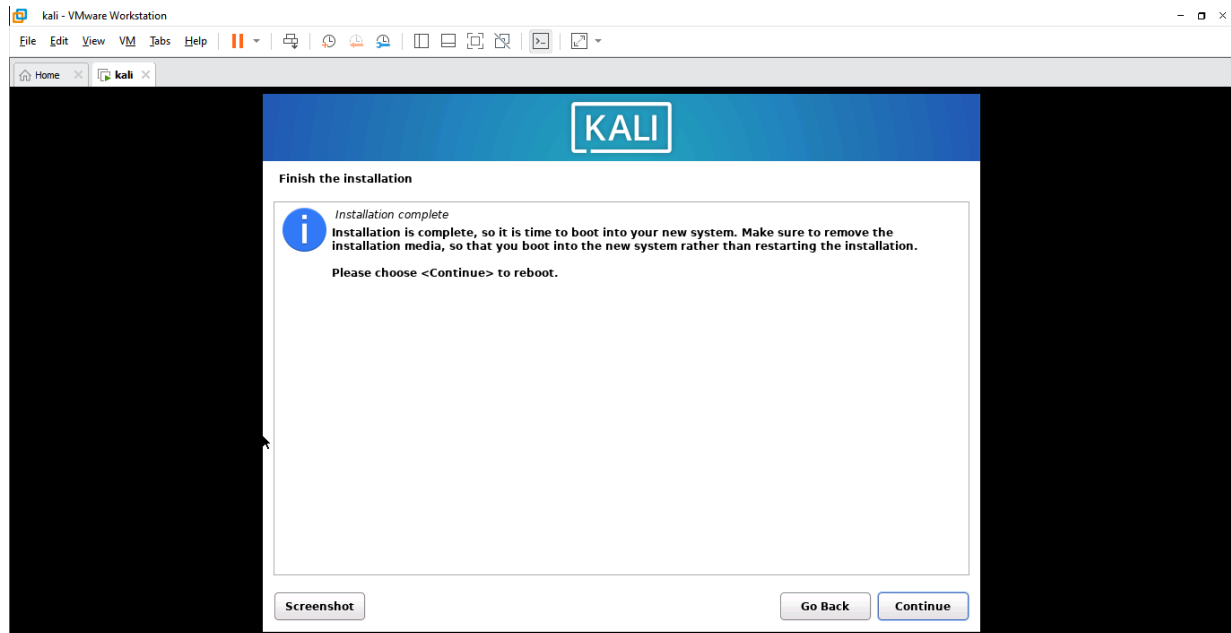 kali - VMware Workstation
File Edit View VM Tabs Help
Home kali
KALI
Finish the installation
Installation complete
Installation is complete, so it is time to boot into your new system. Make sure to remove the
installation media, so that you boot into the new system rather than restarting the installation.
Please choose <Continue> to reboot.
Screenshot Go Back Continue